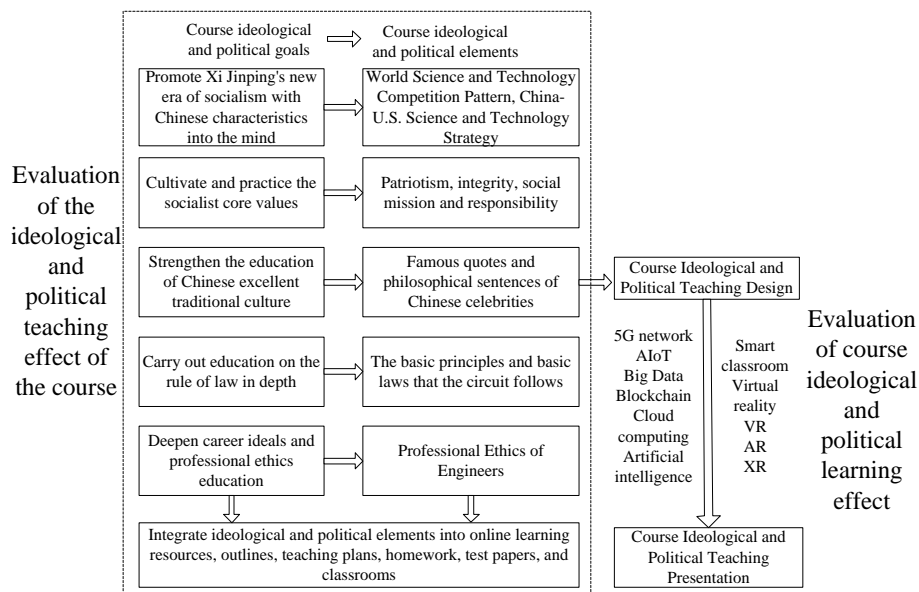 Evaluation
of the
ideological
and
political
teaching
effect of
the course
Course ideological
and political goals
Course ideological
and political elements
Promote Xi Jinping's new
era of socialism with
Chinese characteristics
into the mind
World Science and Technology
Competition Pattern, China-
U.S. Science and Technology
Strategy
Cultivate and practice the
socialist core values
Patriotism, integrity, social
mission and responsibility
Strengthen the education
of Chinese excellent
traditional culture
Famous quotes and
philosophical sentences of
Chinese celebrities
Carry out education on the
rule of law in depth
The basic principles and basic
laws that the circuit follows
Deepen career ideals and
professional ethics
education
Professional Ethics of
Engineers
Integrate ideological and political elements into online learning
resources, outlines, teaching plans, homework, test papers, and
classrooms
Course Ideological and
Political Teaching Design
5G network
AIoT
Big Data
Blockchain
Cloud
computing
Artificial
intelligence
Smart
classroom
Virtual
reality
VR
AR
XR
Course Ideological and
Political Teaching
Presentation
Evaluation
of course
ideological
and
political
learning
effect